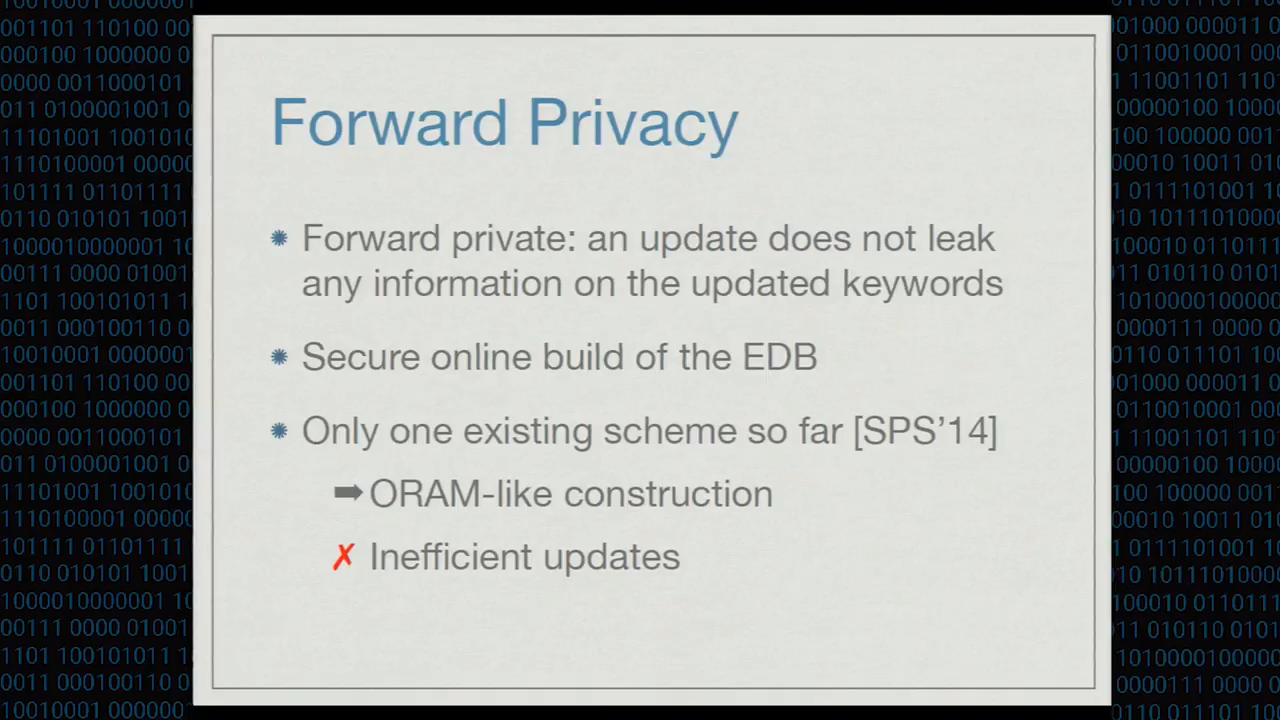 Forward Privacy
Forward private: an update does not leak
any information on the updated keywords
Secure online build of the EDB
Only one existing scheme so far [SPS’14]
➡ ORAM-like construction
✗ Inefficient updates